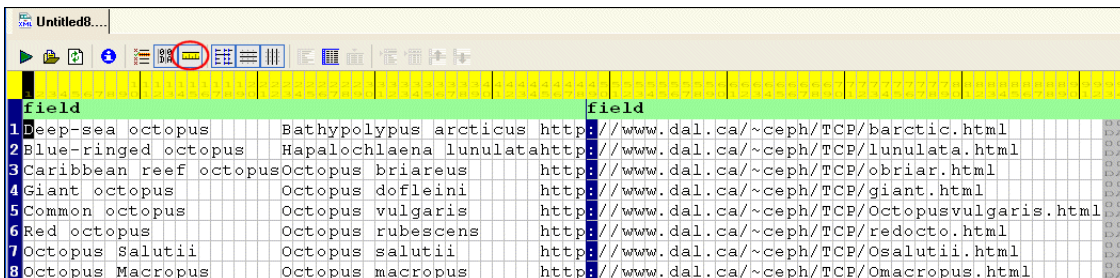 Untitled8....
field field
1 Deep-sea octopus Bathypolypus arcticus http://www.dal.ca/~ceph/TCP/barctic.html
2 Blue-ringed octopus Hapalochlaena lunulatahttp://www.dal.ca/~ceph/TCP/lunulata.html
3 Caribbean reef octopusOctopus briareus http://www.dal.ca/~ceph/TCP/obriar.html
4 Giant octopus Octopus dofleini http://www.dal.ca/~ceph/TCP/giant.html
5 Common octopus Octopus vulgaris http://www.dal.ca/~ceph/TCP/Octopusvulgaris.html
6 Red octopus Octopus rubescens http://www.dal.ca/~ceph/TCP/redocto.html
7 Octopus Salutii Octopus salutii http://www.dal.ca/~ceph/TCP/Osalutii.html
8 Octopus Macropus Octopus macropus http://www.dal.ca/~ceph/TCP/Omacropus.html